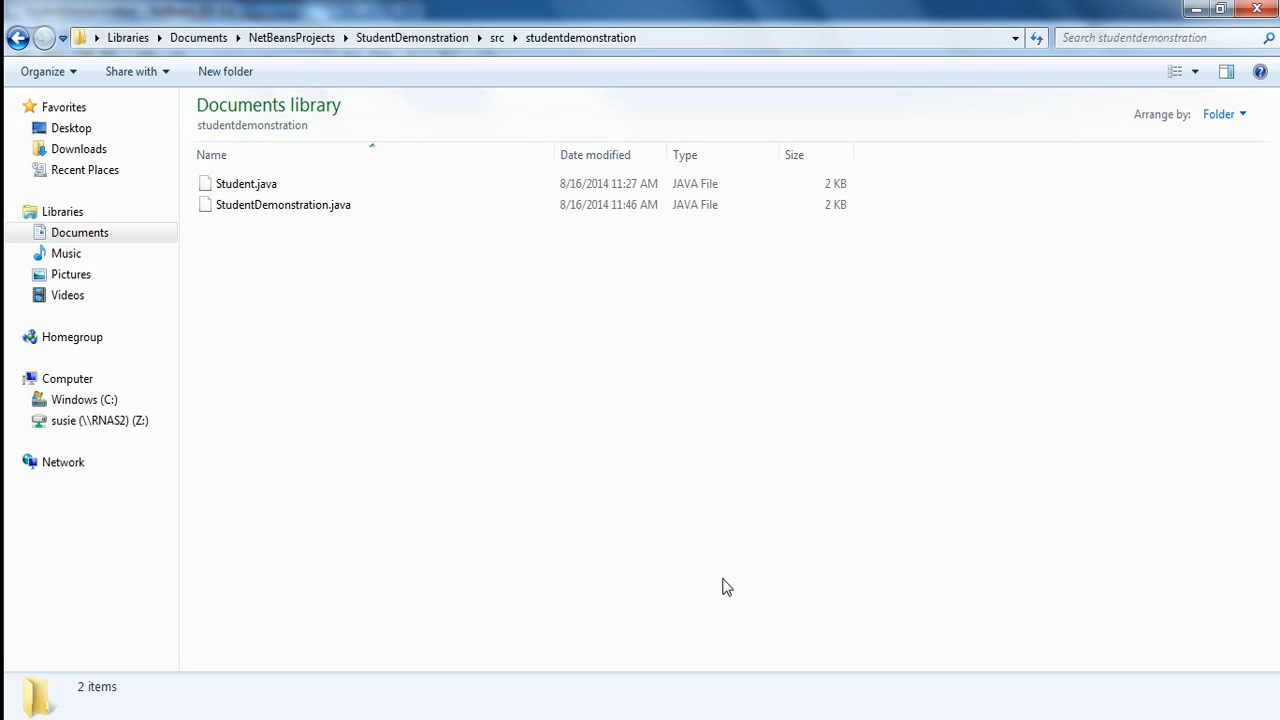 Libraries Documents NetBeansProjects StudentDemonstration src studentdemonstration
Search studentdemonstration
Organize Share with New folder
Favorites
Desktop
Downloads
Recent Places
Libraries
Documents
Music
Pictures
Videos
Homegroup
Computer
Windows (C:)
susie (\\RNAS2) (Z:)
Network
Documents library
studentdemonstration
Arrange by: Folder
Name Date modified Type Size
Student.java 8/16/2014 11:27 AM JAVA File 2 KB
StudentDemonstration.java 8/16/2014 11:46 AM JAVA File 2 KB
2 items